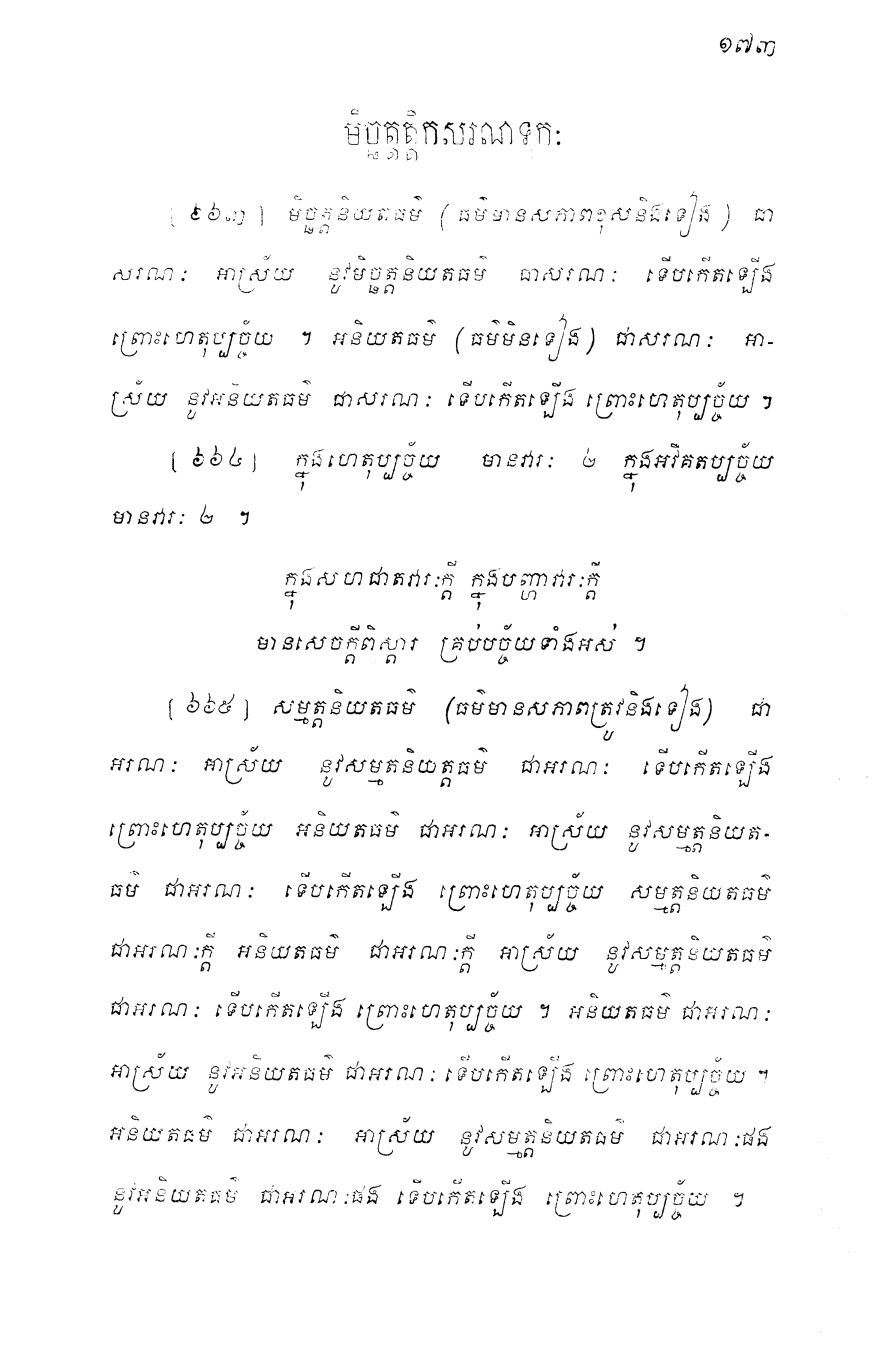 ១៧៣
មិច្ឆត្តត្តិកសរណទុកៈ
[៦៦៣] មិច្ឆត្តនិយតធម៌ (ធម៌មានសភាពខុសនិងទៀង) ជា
សរណៈ អាស្រ័យ នូវមិច្ឆត្តនិយតធម៌ ជាសរណៈ ទើបកើតឡើង
ព្រោះហេតុប្បច្ច័យ ។ អនិយតធម៌ (ធម៌មិនទៀង) ជាសរណៈ អា-
ស្រ័យ នូវអនិយតធម៌ ជាសរណៈ ទើបកើតឡើង ព្រោះហេតុប្បច្ច័យ ។
[៦៦៤] ក្នុងហេតុប្បច្ច័យ មានវារៈ ២ ក្នុងអវិគតប្បច្ច័យ
មានវារៈ ២ ។
ក្នុងសហជាតវារៈក្តី ក្នុងបញ្ហាវារៈក្តី
មានសេចក្តីពិស្តារ គ្រប់បច្ច័យទាំងអស់ ។
[៦៦៥] សម្មត្តនិយតធម៌ (ធម៌មានសភាពត្រូវនិងទៀង) ជា
អរណៈ អាស្រ័យ នូវសម្មតនិយត្តធម៌ ជាអរណៈ ទើបកើតឡើង
ព្រោះហេតុប្បច្ច័យ អនិយតធម៌ ជាអរណៈ អាស្រ័យ នូវសម្មត្តនិយត-
ធម៌ ជាអរណៈ ទើបកើតឡើង ព្រោះហេតុប្បច្ច័យ សម្មត្តនិយតធម៌
ជាអរណៈក្តី អនិយតធម៌ ជាអរណៈក្តី អាស្រ័យ នូវសម្មត្តនិយតធម៌
ជាអរណៈ ទើបកើតឡើង ព្រោះហេតុប្បច្ច័យ ។ អនិយតធម៌ ជាអរណៈ
អាស្រ័យ នូវអនិយតធម៌ ជាអរណៈ ទើបកើតឡើង ព្រោះហេតុប្បច្ច័យ ។
អនិយតធម៌ ជាអរណៈ អាស្រ័យ នូវសម្មត្តនិយតធម៌ ជាអរណៈផង
នូវអនិយតធម៌ ជាអរណៈផង ទើបកើតឡើង ព្រោះហេតុប្បច្ច័យ ។